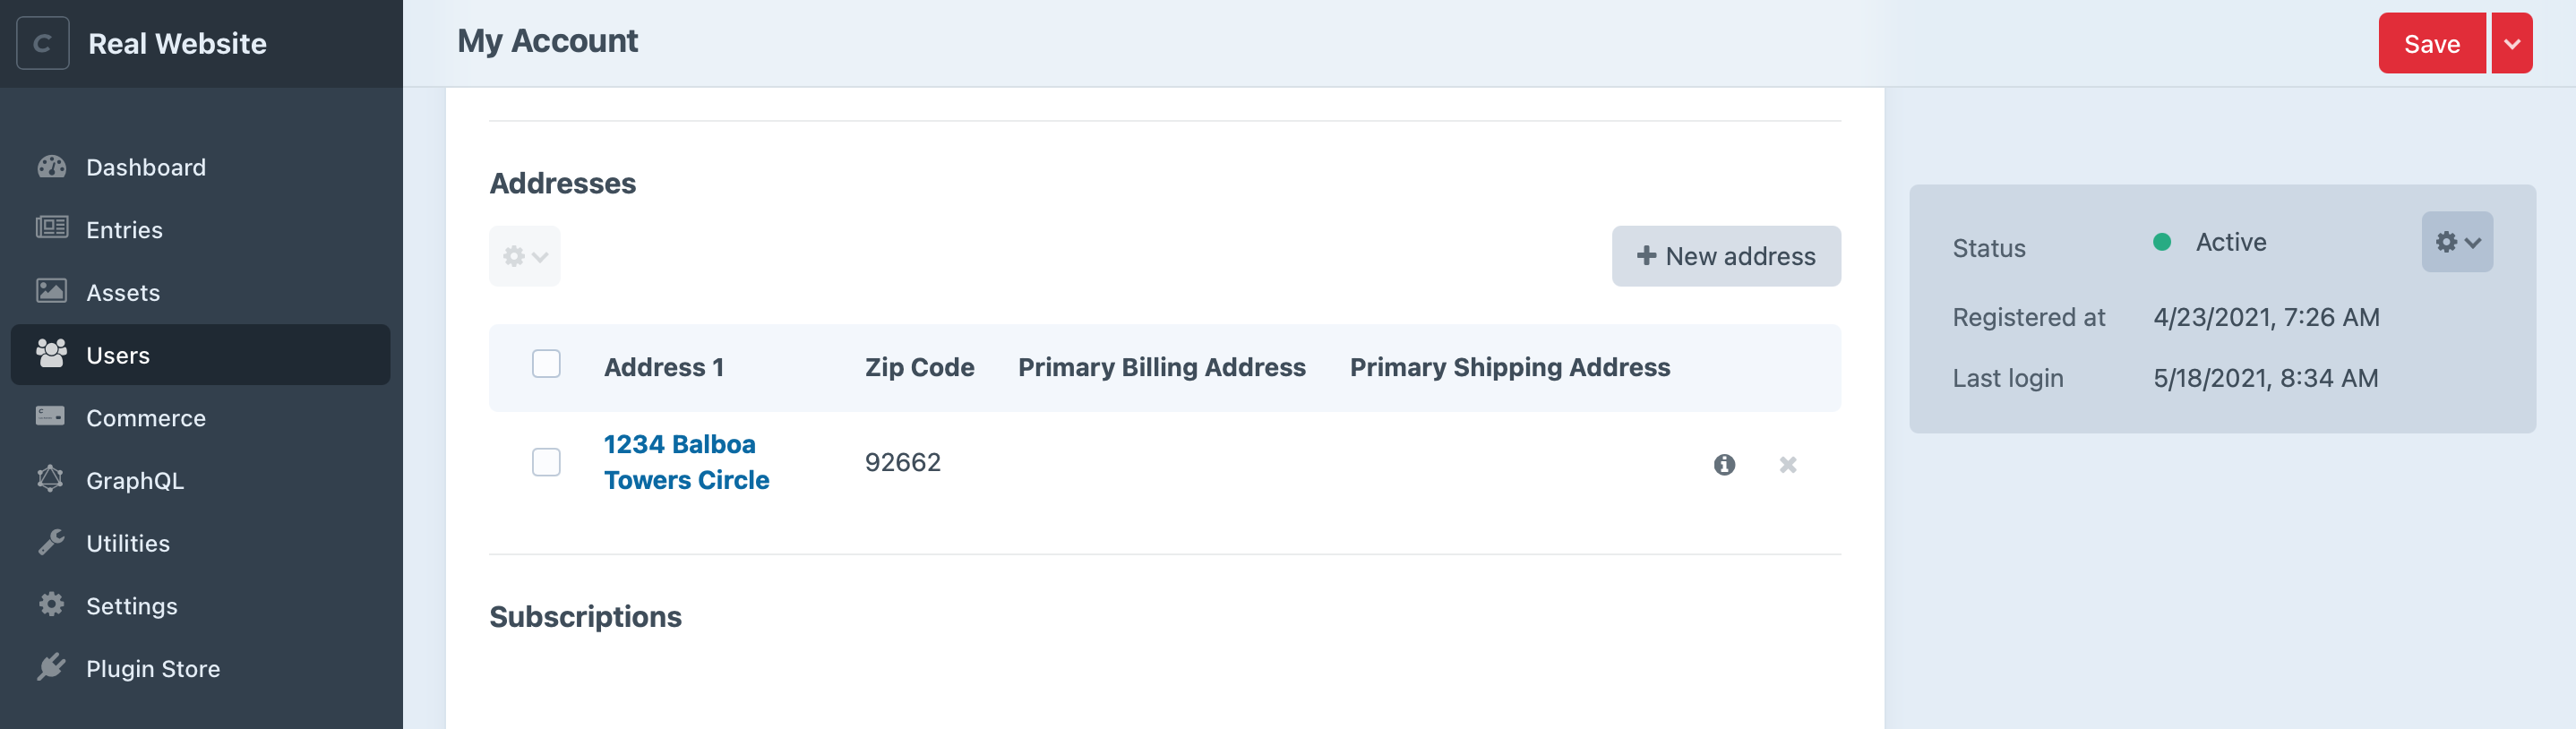 C
Real Website
Dashboard
Entries
Assets
Users
Commerce
GraphQL
Utilities
Settings
Plugin Store
My Account
Save
Addresses
New address
Address 1 Zip Code Primary Billing Address Primary Shipping Address
1234 Balboa
Towers Circle
92662
Subscriptions
Status Active
Registered at 4/23/2021, 7:26 AM
Last login 5/18/2021, 8:34 AM